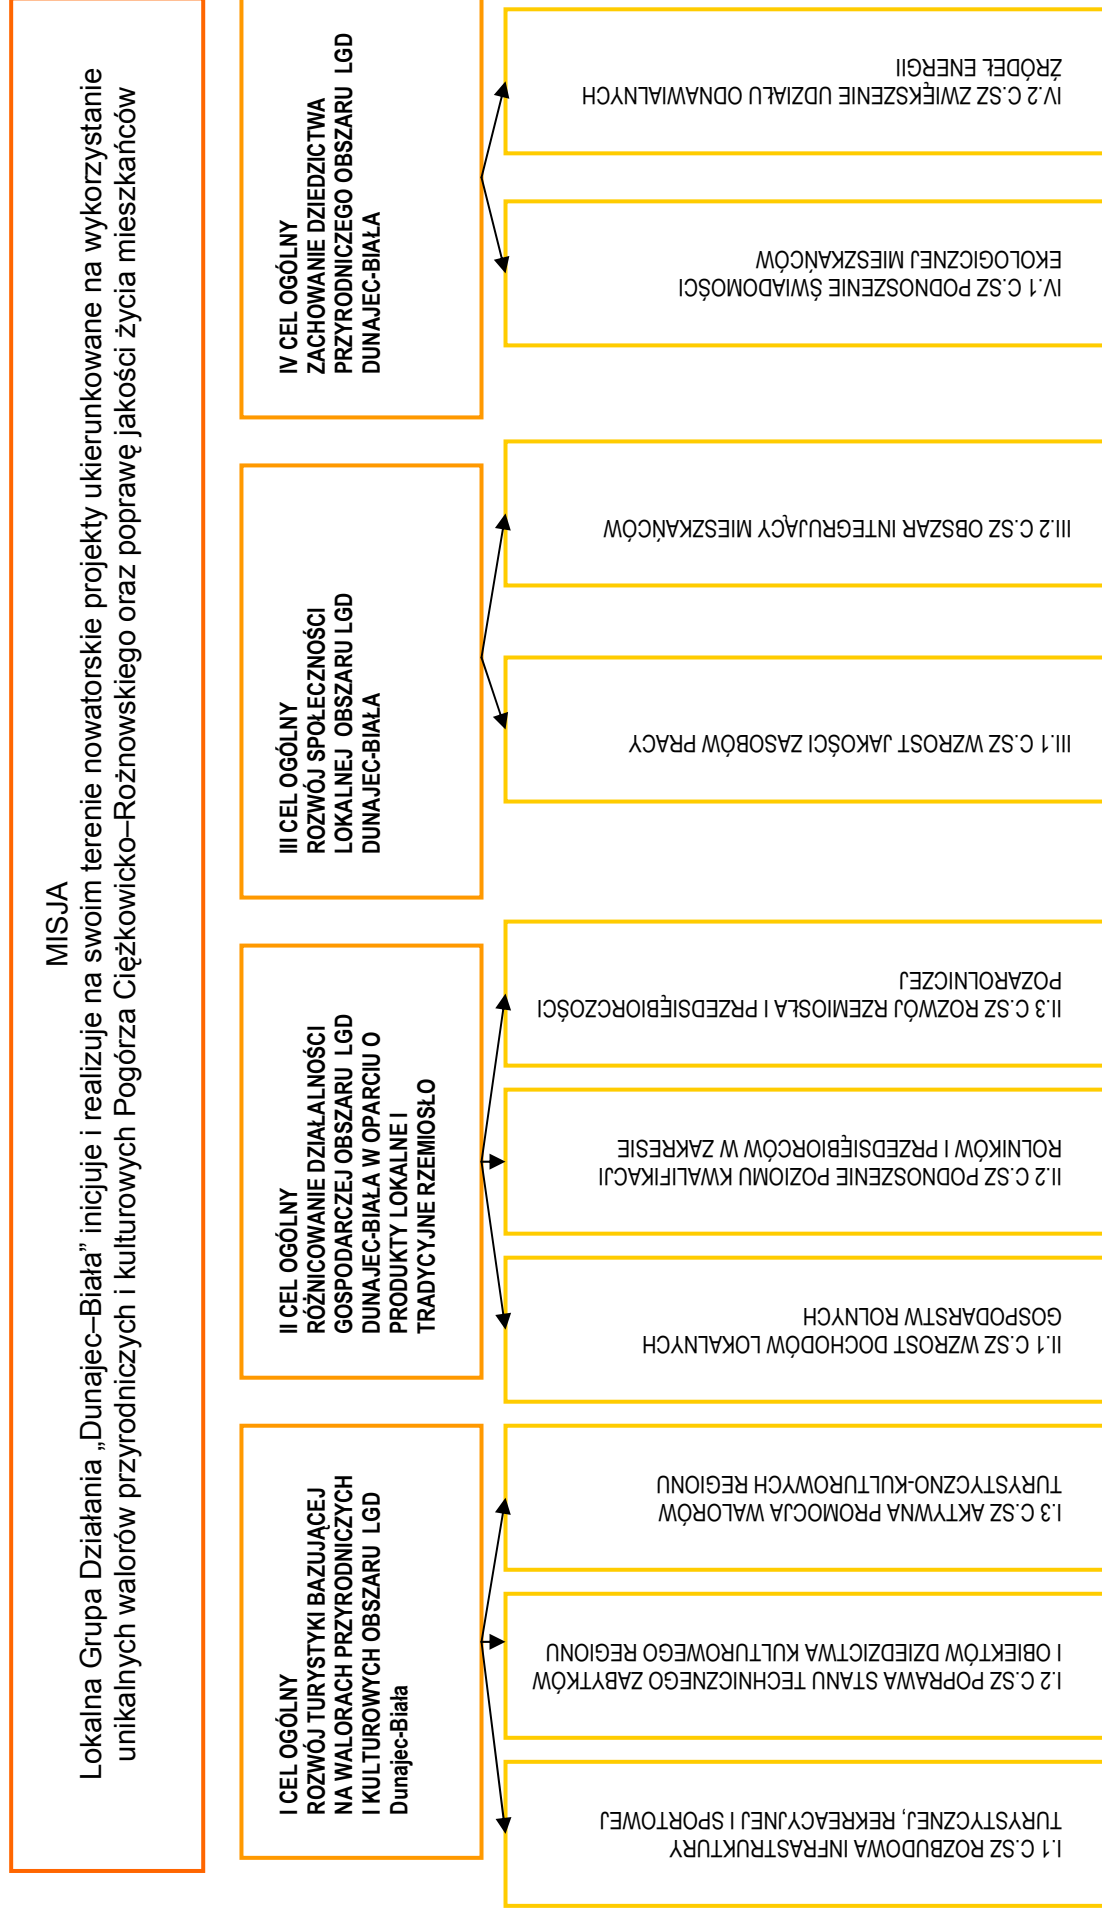 MISJA
Lokalna Grupa Działania „Dunajec–Biała” inicjuje i realizuje na swoim terenie nowatorskie projekty ukierunkowane na wykorzystanie
unikalnych walorów przyrodniczych i kulturowych Pogórza Ciężkowicko–Rożnowskiego oraz poprawę jakości życia mieszkańców
I CEL OGÓLNY
ROZWÓJ TURYSTYKI BAZUJĄCEJ
NA WALORACH PRZYRODNICZYCH
I KULTUROWYCH OBSZARU LGD
Dunajec-Biała
II CEL OGÓLNY
RÓŻNICOWANIE DZIAŁALNOŚCI
GOSPODARCZEJ OBSZARU LGD
DUNAJEC-BIAŁA W OPARCIU O
PRODUKTY LOKALNE I
TRADYCYJNE RZEMIOSŁO
III CEL OGÓLNY
ROZWÓJ SPOŁECZNOŚCI
LOKALNEJ OBSZARU LGD
DUNAJEC-BIAŁA
IV CEL OGÓLNY
ZACHOWANIE DZIEDZICTWA
PRZYRODNICZEGO OBSZARU LGD
DUNAJEC-BIAŁA
I.1 C.SZ ROZBUDOWA INFRASTRUKTURY
TURYSTYCZNEJ, REKREACYJNEJ I SPORTOWEJ
I.2 C.SZ POPRAWA STANU TECHNICZNEGO ZABYTKÓW
I OBIEKTÓW DZIEDZICTWA KULTUROWEGO REGIONU
I.3 C.SZ AKTYWNA PROMOCJA WALORÓW
TURYSTYCZNO-KULTUROWYCH REGIONU
II.1 C.SZ WZROST DOCHODÓW LOKALNYCH
GOSPODARSTW ROLNYCH
II.2 C.SZ PODNOSZENIE POZIOMU KWALIFIKACJI
ROLNIKÓW I PRZEDSIĘBIORCÓW W ZAKRESIE
II.3 C.SZ ROZWÓJ RZEMIOSŁA I PRZEDSIĘBIORCZOŚCI
POZAROLNICZEJ
III.1 C.SZ WZROST JAKOŚCI ZASOBÓW PRACY
III.2 C.SZ OBSZAR INTEGRUJĄCY MIESZKAŃCÓW
IV.1 C.SZ PODNOSZENIE ŚWIADOMOŚCI
EKOLOGICZNEJ MIESZKAŃCÓW
IV.2 C.SZ ZWIĘKSZENIE UDZIAŁU ODNAWIALNYCH
ŹRÓDEŁ ENERGII